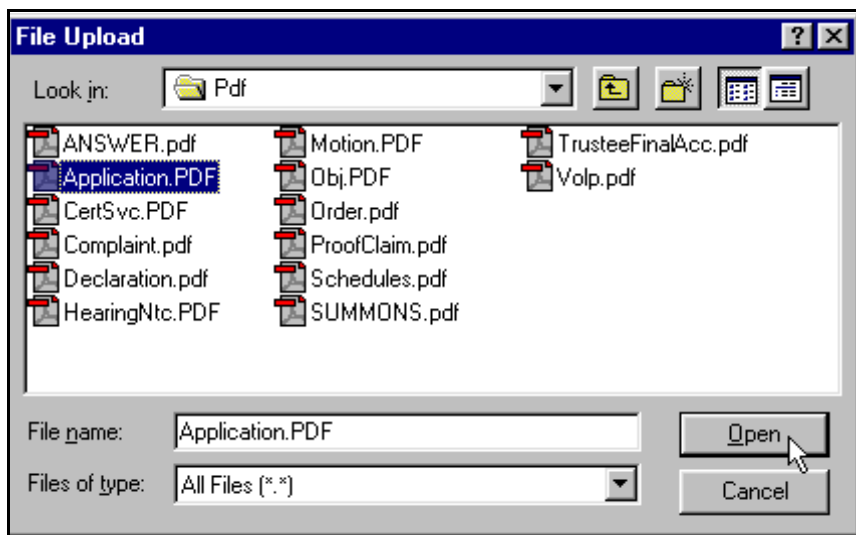 File Upload
Look in: Pdf
ANSWER.pdf Motion.PDF TrusteeFinalAcc.pdf
Application.PDF Obj.PDF Volp.pdf
CertSvc.PDF Order.pdf
Complaint.pdf ProofClaim.pdf
Declaration.pdf Schedules.pdf
HearingNtc.PDF SUMMONS.pdf
File name: Application.PDF Open
Files of type: All Files (*.*) Cancel